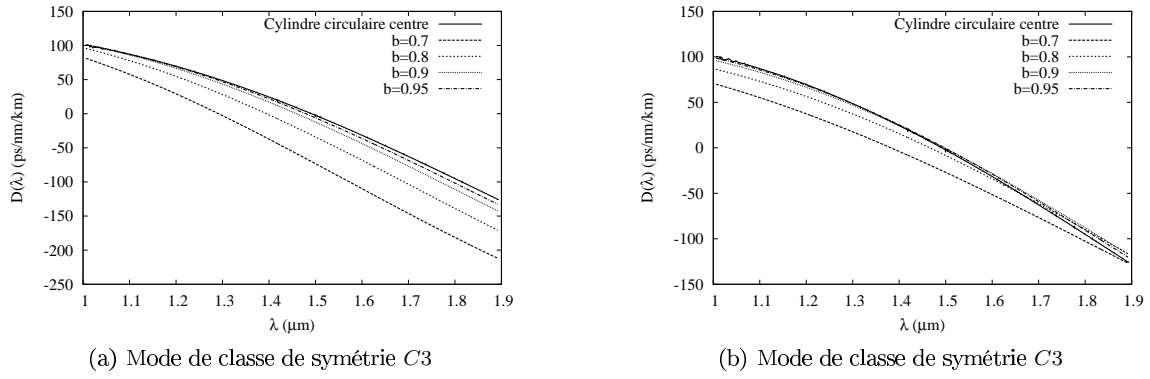 Cylindre circulaire centre
b=0.7
b=0.8
b=0.9
b=0.95
150
100
50
0
-50
-100
-150
-200
-250
D(λ) (ps/nm/km)
1 1.1 1.2 1.3 1.4 1.5 1.6 1.7 1.8 1.9
λ (μm)
(a) Mode de classe de symétrie C3
Cylindre circulaire centre
b=0.7
b=0.8
b=0.9
b=0.95
150
100
50
0
-50
-100
-150
D(λ) (ps/nm/km)
1 1.1 1.2 1.3 1.4 1.5 1.6 1.7 1.8 1.9
λ (μm)
(b) Mode de classe de symétrie C3